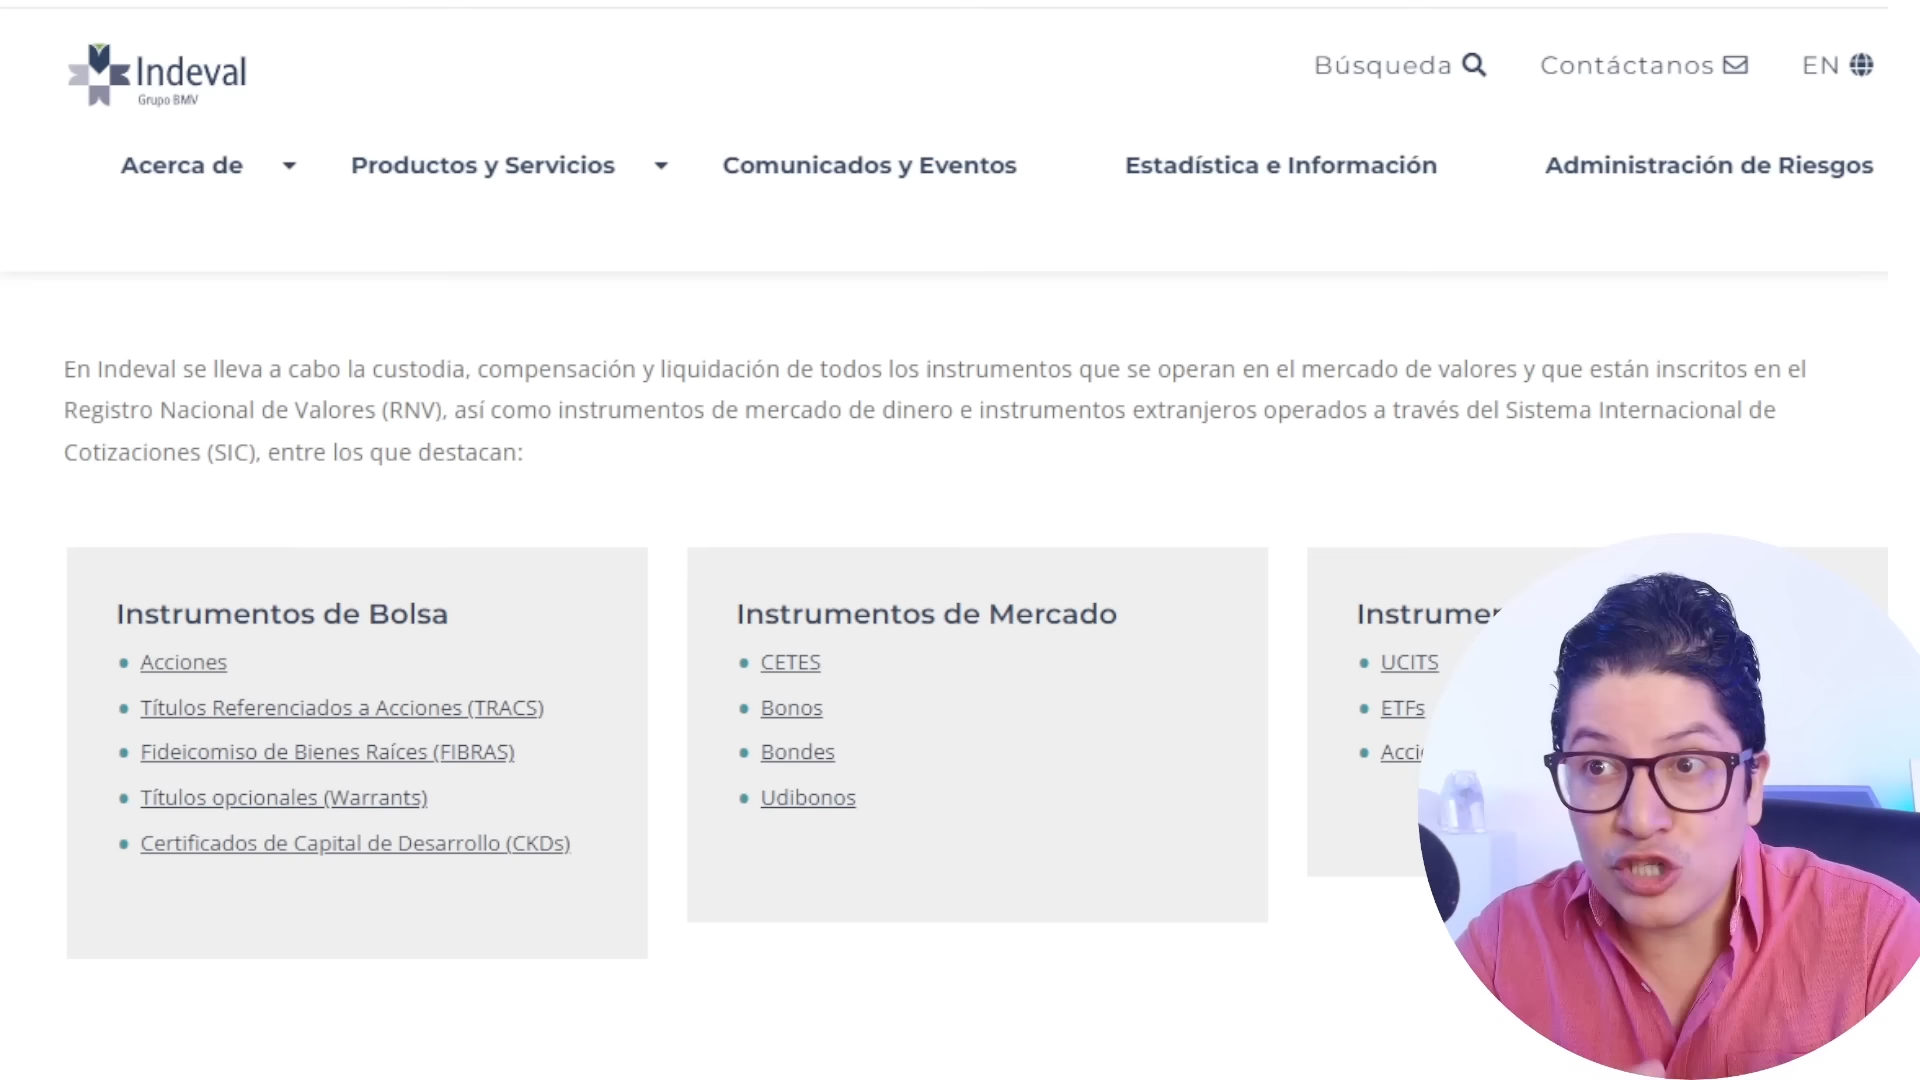 Indeval
Grupo BMV
Búsqueda
Contáctanos
EN
Acerca de
Productos y Servicios
Comunicados y Eventos
Estadística e Información
Administración de Riesgos
En Indeval se lleva a cabo la custodia, compensación y liquidación de todos los instrumentos que se operan en el mercado de valores y que están inscritos en el
Registro Nacional de Valores (RNV), así como instrumentos de mercado de dinero e instrumentos extranjeros operados a través del Sistema Internacional de
Cotizaciones (SIC), entre los que destacan:
Instrumentos de Bolsa
Acciones
Títulos Referenciados a Acciones (TRACS)
Fideicomiso de Bienes Raíces (FIBRAS)
Títulos opcionales (Warrants)
Certificados de Capital de Desarrollo (CKDs)
Instrumentos de Mercado
CETES
Bonos
Bondes
Udibonos
UCITS
ETFs